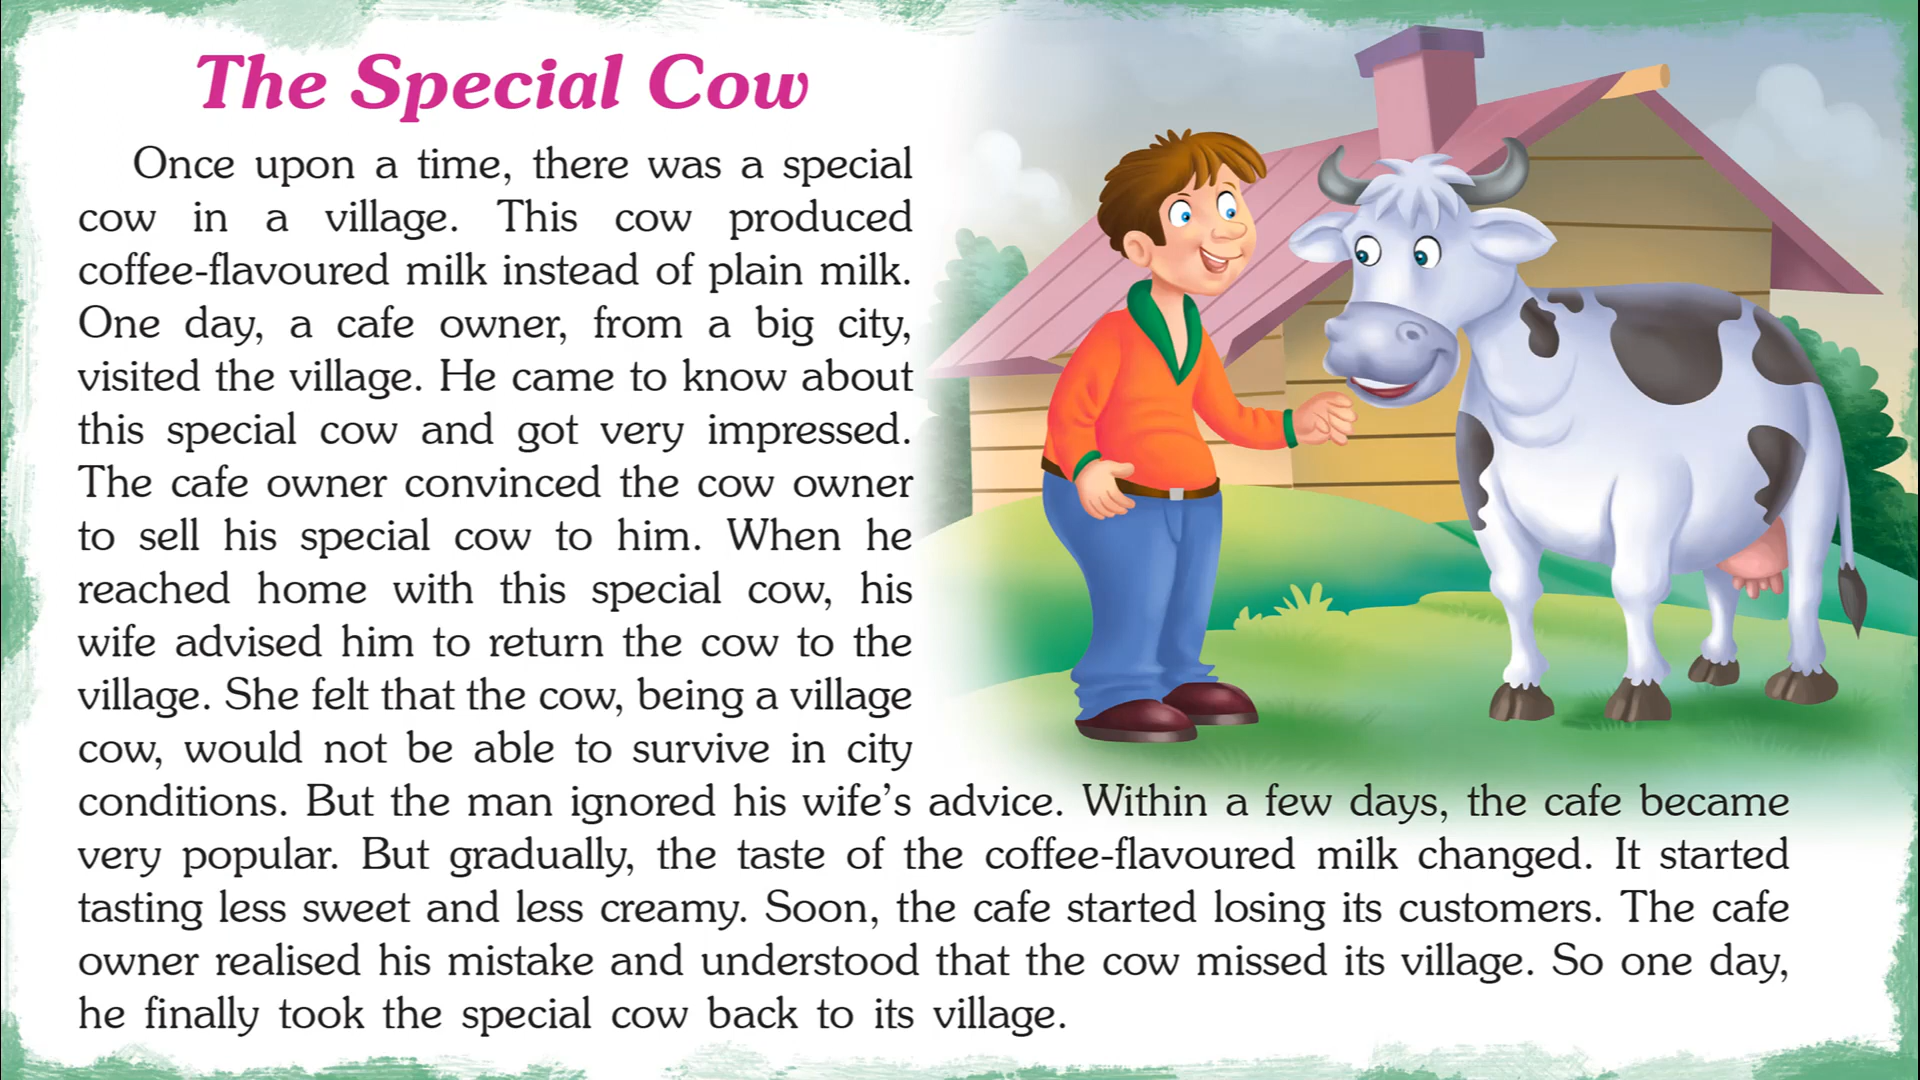 The Special Cow
Once upon a time, there was a special
cow in a village. This cow produced
coffee-flavoured milk instead of plain milk.
One day, a cafe owner, from a big city,
visited the village. He came to know about
this special cow and got very impressed.
The cafe owner convinced the cow owner
to sell his special cow to him. When he
reached home with this special cow, his
wife advised him to return the cow to the
village. She felt that the cow, being a village
cow, would not be able to survive in city
conditions. But the man ignored his wife’s advice. Within a few days, the cafe became
very popular. But gradually, the taste of the coffee-flavoured milk changed. It started
tasting less sweet and less creamy. Soon, the cafe started losing its customers. The cafe
owner realised his mistake and understood that the cow missed its village. So one day,
he finally took the special cow back to its village.